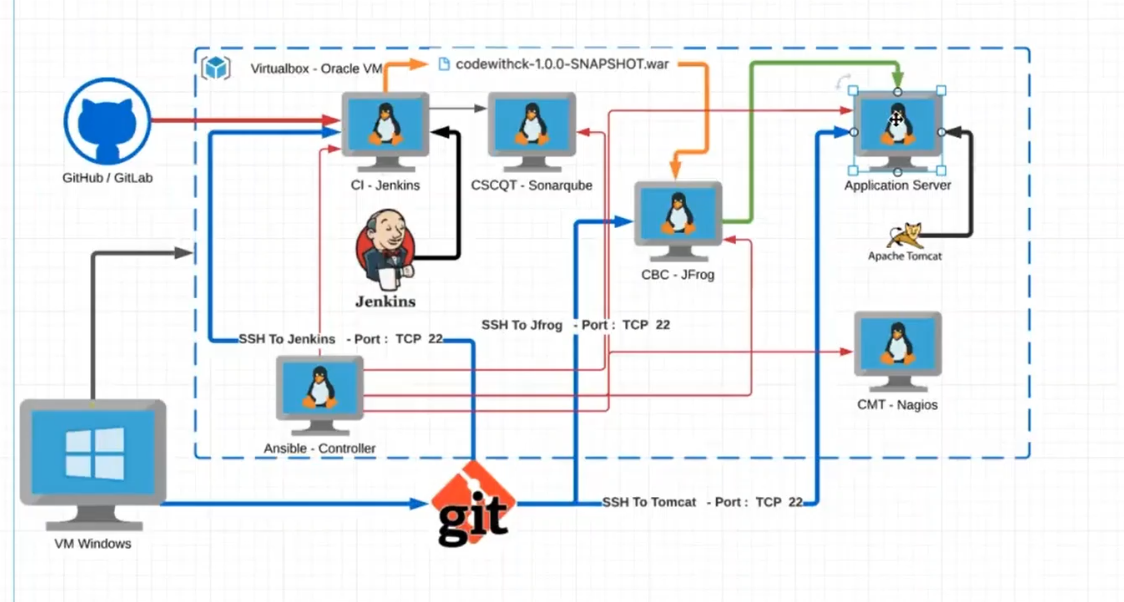 Virtualbox - Oracle VM
codewithck-1.0.0-SNAPSHOT.war
GitHub / GitLab
CI - Jenkins
CSCQT - Sonarqube
Application Server
Apache Tomcat
CBC - JFrog
Jenkins
SSH To Jfrog - Port : TCP 22
SSH To Jenkins - Port : TCP 22
CMT - Nagios
Ansible - Controller
git
SSH To Tomcat - Port : TCP 22
VM Windows